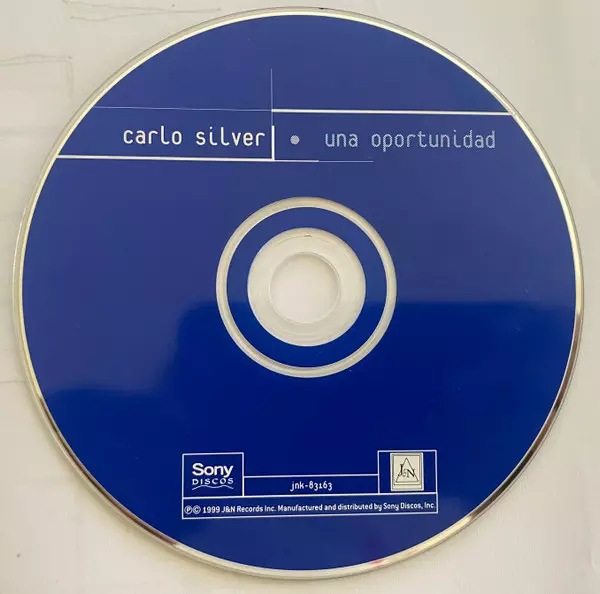 carlo silver una oportunidad
Sony
DISCOS
jnk-83163
J&N
℗© 1999 J&N Records Inc. Manufactured and distributed by Sony Discos, Inc.